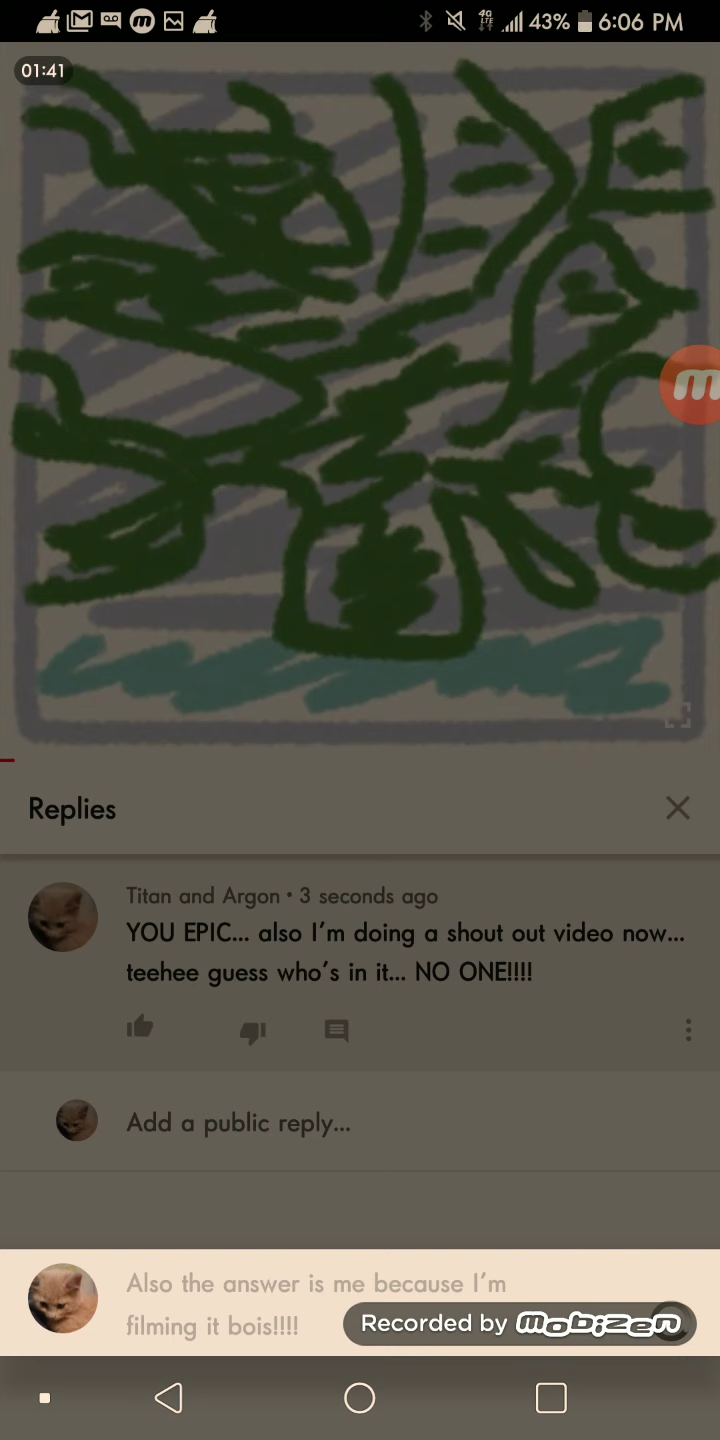 4G
LTE
43%
6:06 PM
01:41
Replies
Titan and Argon • 3 seconds ago
YOU EPIC... also I'm doing a shout out video now...
teehee guess who's in it... NO ONE!!!!
Add a public reply...
Also the answer is me because I'm
filming it bois!!!!
Recorded by mobizen